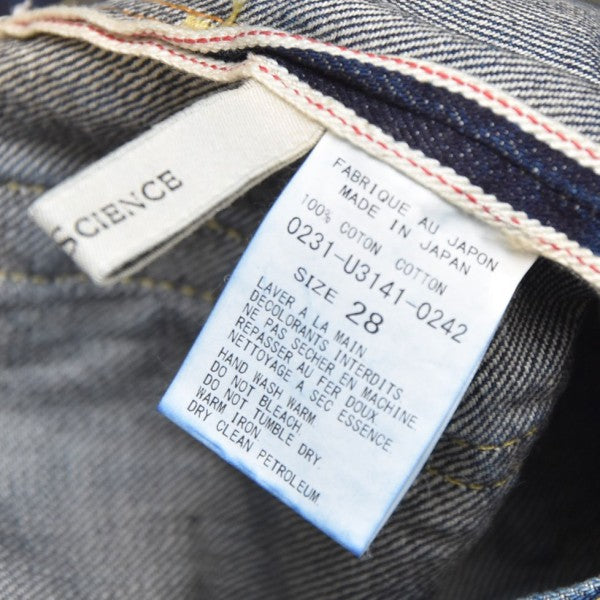 SCIENCE
FABRIQUE AU JAPON
MADE IN JAPAN
100% COTON COTTON
0231-U3141-0242
SIZE 28
LAVER A LA MAIN
DECOLORANTS INTERDITS
NE PAS SECHER EN MACHINE.
REPASSER AU FER DOUX
NETTOYAGE A SEC ESSENCE.
HAND WASH WARM.
DO NOT BLEACH.
DO NOT TUMBLE DRY.
WARM IRON
DRY CLEAN PETROLEUM.